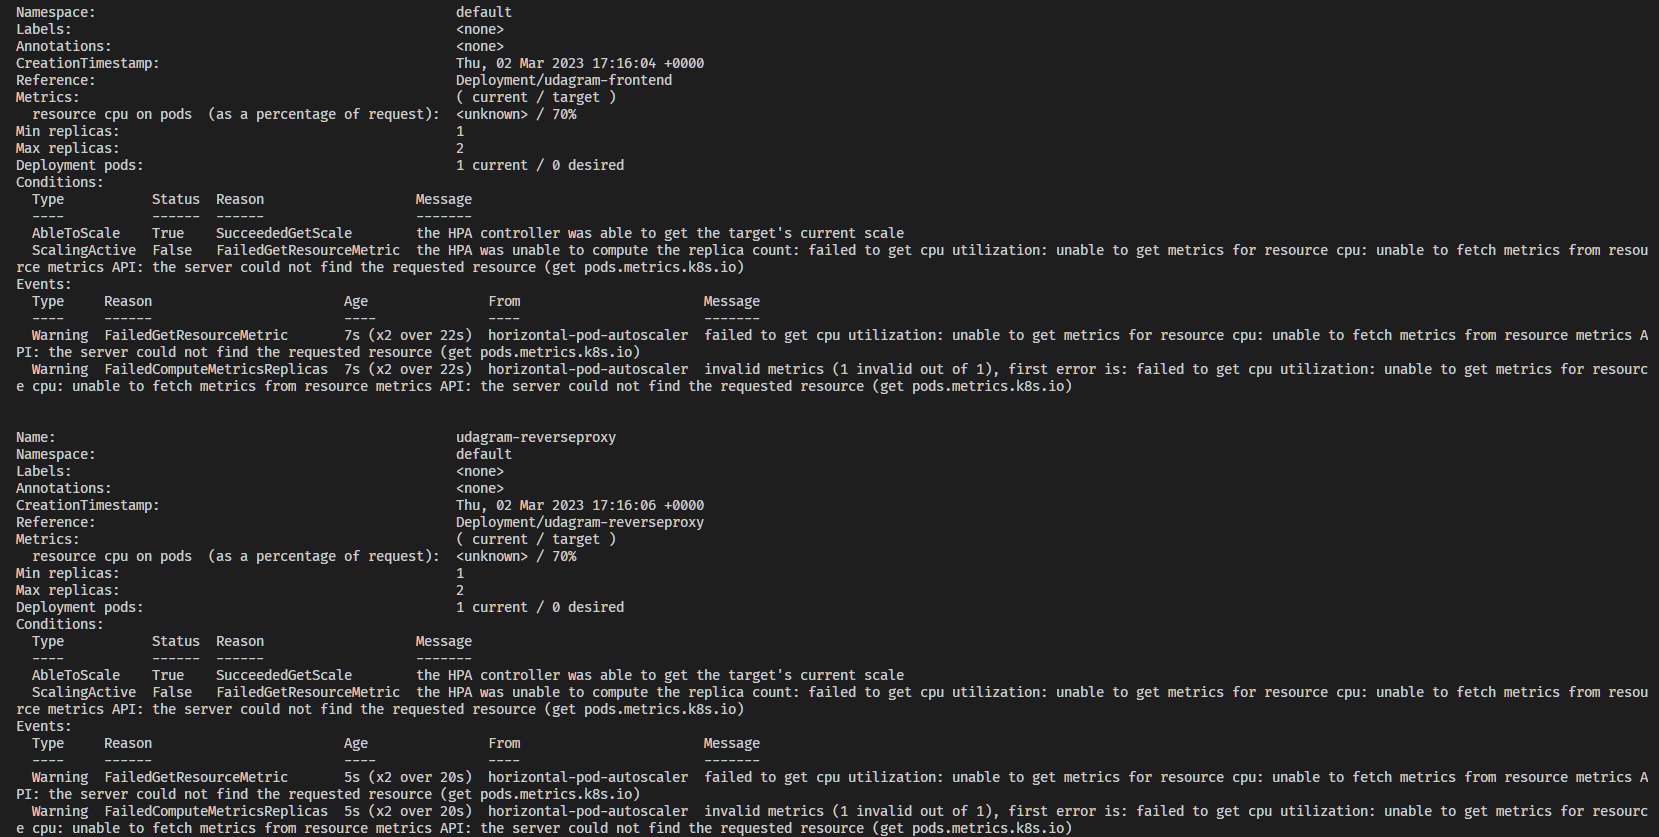 Namespace:                                             default
Labels:                                                <none>
Annotations:                                           <none>
CreationTimestamp:                                     Thu, 02 Mar 2023 17:16:04 +0000
Reference:                                             Deployment/udagram-frontend
Metrics:                                               ( current / target )
  resource cpu on pods  (as a percentage of request):  <unknown> / 70%
Min replicas:                                          1
Max replicas:                                          2
Deployment pods:                                       1 current / 0 desired
Conditions:
  Type           Status  Reason                   Message
  ----           ------  ------                   -------
  AbleToScale    True    SucceededGetScale        the HPA controller was able to get the target's current scale
  ScalingActive  False   FailedGetResourceMetric  the HPA was unable to compute the replica count: failed to get cpu utilization: unable to get metrics for resource cpu: unable to fetch metrics from resou
rce metrics API: the server could not find the requested resource (get pods.metrics.k8s.io)
Events:
  Type     Reason                        Age               From                       Message
  ----     ------                        ----              ----                       -------
  Warning  FailedGetResourceMetric       7s (x2 over 22s)  horizontal-pod-autoscaler  failed to get cpu utilization: unable to get metrics for resource cpu: unable to fetch metrics from resource metrics A
PI: the server could not find the requested resource (get pods.metrics.k8s.io)
  Warning  FailedComputeMetricsReplicas  7s (x2 over 22s)  horizontal-pod-autoscaler  invalid metrics (1 invalid out of 1), first error is: failed to get cpu utilization: unable to get metrics for resourc
e cpu: unable to fetch metrics from resource metrics API: the server could not find the requested resource (get pods.metrics.k8s.io)
Name:                                                  udagram-reverseproxy
Namespace:                                             default
Labels:                                                <none>
Annotations:                                           <none>
CreationTimestamp:                                     Thu, 02 Mar 2023 17:16:06 +0000
Reference:                                             Deployment/udagram-reverseproxy
Metrics:                                               ( current / target )
  resource cpu on pods  (as a percentage of request):  <unknown> / 70%
Min replicas:                                          1
Max replicas:                                          2
Deployment pods:                                       1 current / 0 desired
Conditions:
  Type           Status  Reason                   Message
  ----           ------  ------                   -------
  AbleToScale    True    SucceededGetScale        the HPA controller was able to get the target's current scale
  ScalingActive  False   FailedGetResourceMetric  the HPA was unable to compute the replica count: failed to get cpu utilization: unable to get metrics for resource cpu: unable to fetch metrics from resou
rce metrics API: the server could not find the requested resource (get pods.metrics.k8s.io)
Events:
  Type     Reason                        Age               From                       Message
  ----     ------                        ----              ----                       -------
  Warning  FailedGetResourceMetric       5s (x2 over 20s)  horizontal-pod-autoscaler  failed to get cpu utilization: unable to get metrics for resource cpu: unable to fetch metrics from resource metrics A
PI: the server could not find the requested resource (get pods.metrics.k8s.io)
  Warning  FailedComputeMetricsReplicas  5s (x2 over 20s)  horizontal-pod-autoscaler  invalid metrics (1 invalid out of 1), first error is: failed to get cpu utilization: unable to get metrics for resourc
e cpu: unable to fetch metrics from resource metrics API: the server could not find the requested resource (get pods.metrics.k8s.io)